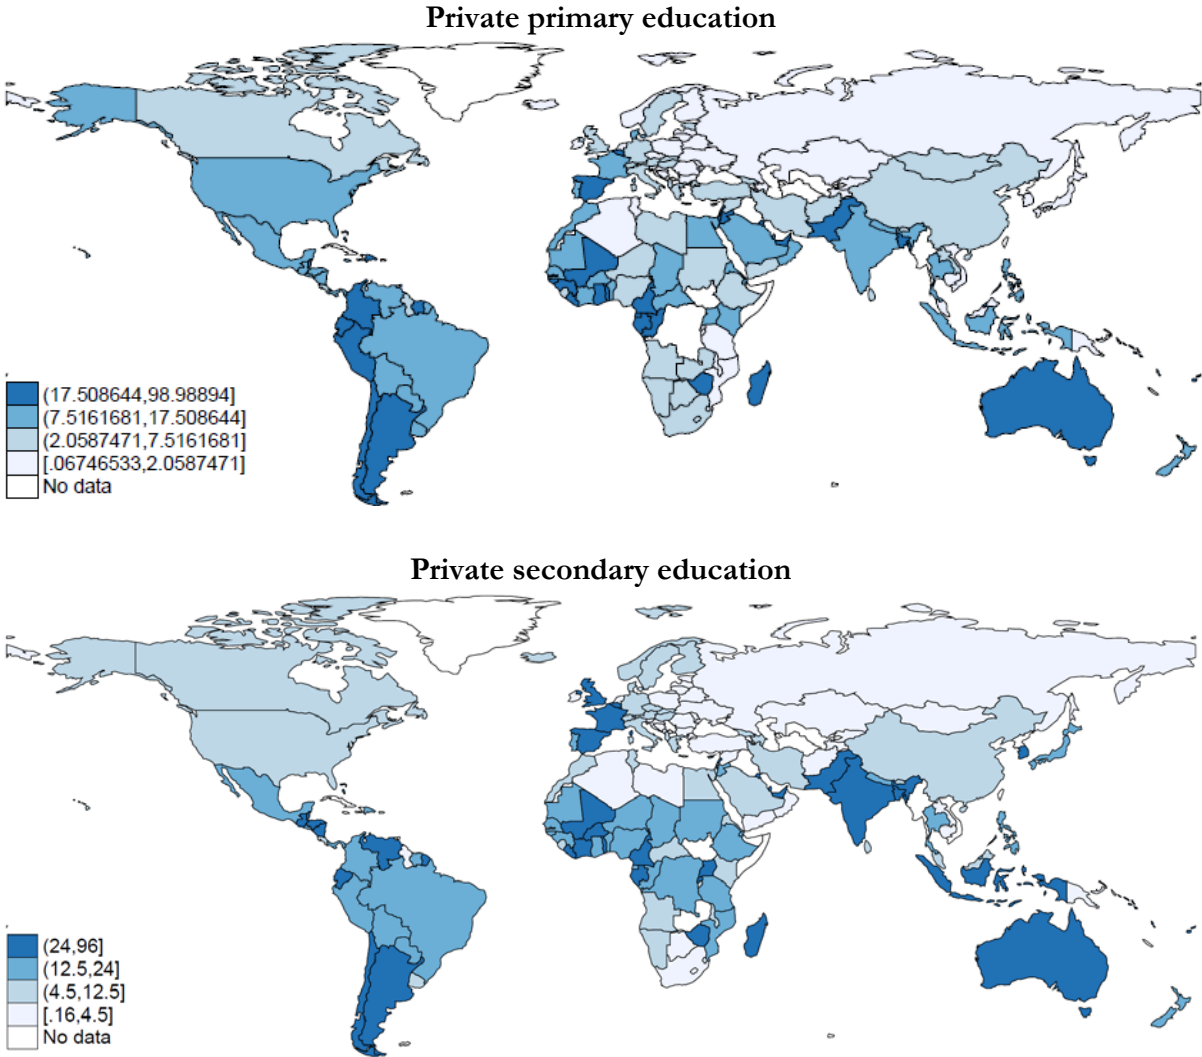 Private primary education
(17.508644,98.98894]
(7.5161681,17.508644]
(2.0587471,7.5161681]
[.06746533,2.0587471]
No data
Private secondary education
(24,96]
(12.5,24]
(4.5,12.5]
[.16,4.5]
No data